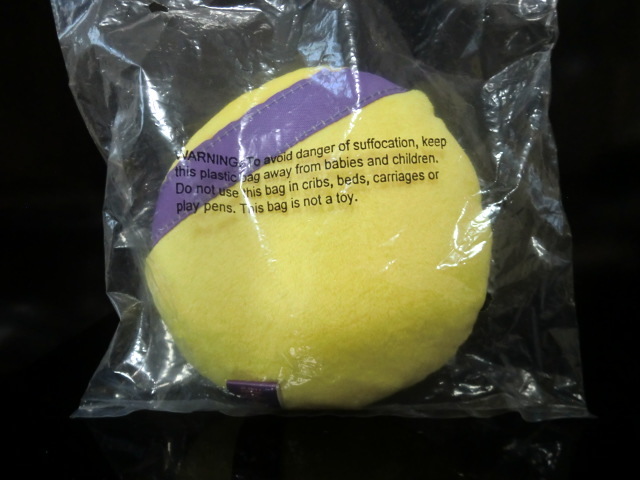 WARNING: To avoid danger of suffocation, keep
this plastic bag away from babies and children.
Do not use this bag in cribs, beds, carriages or
play pens. This bag is not a toy.